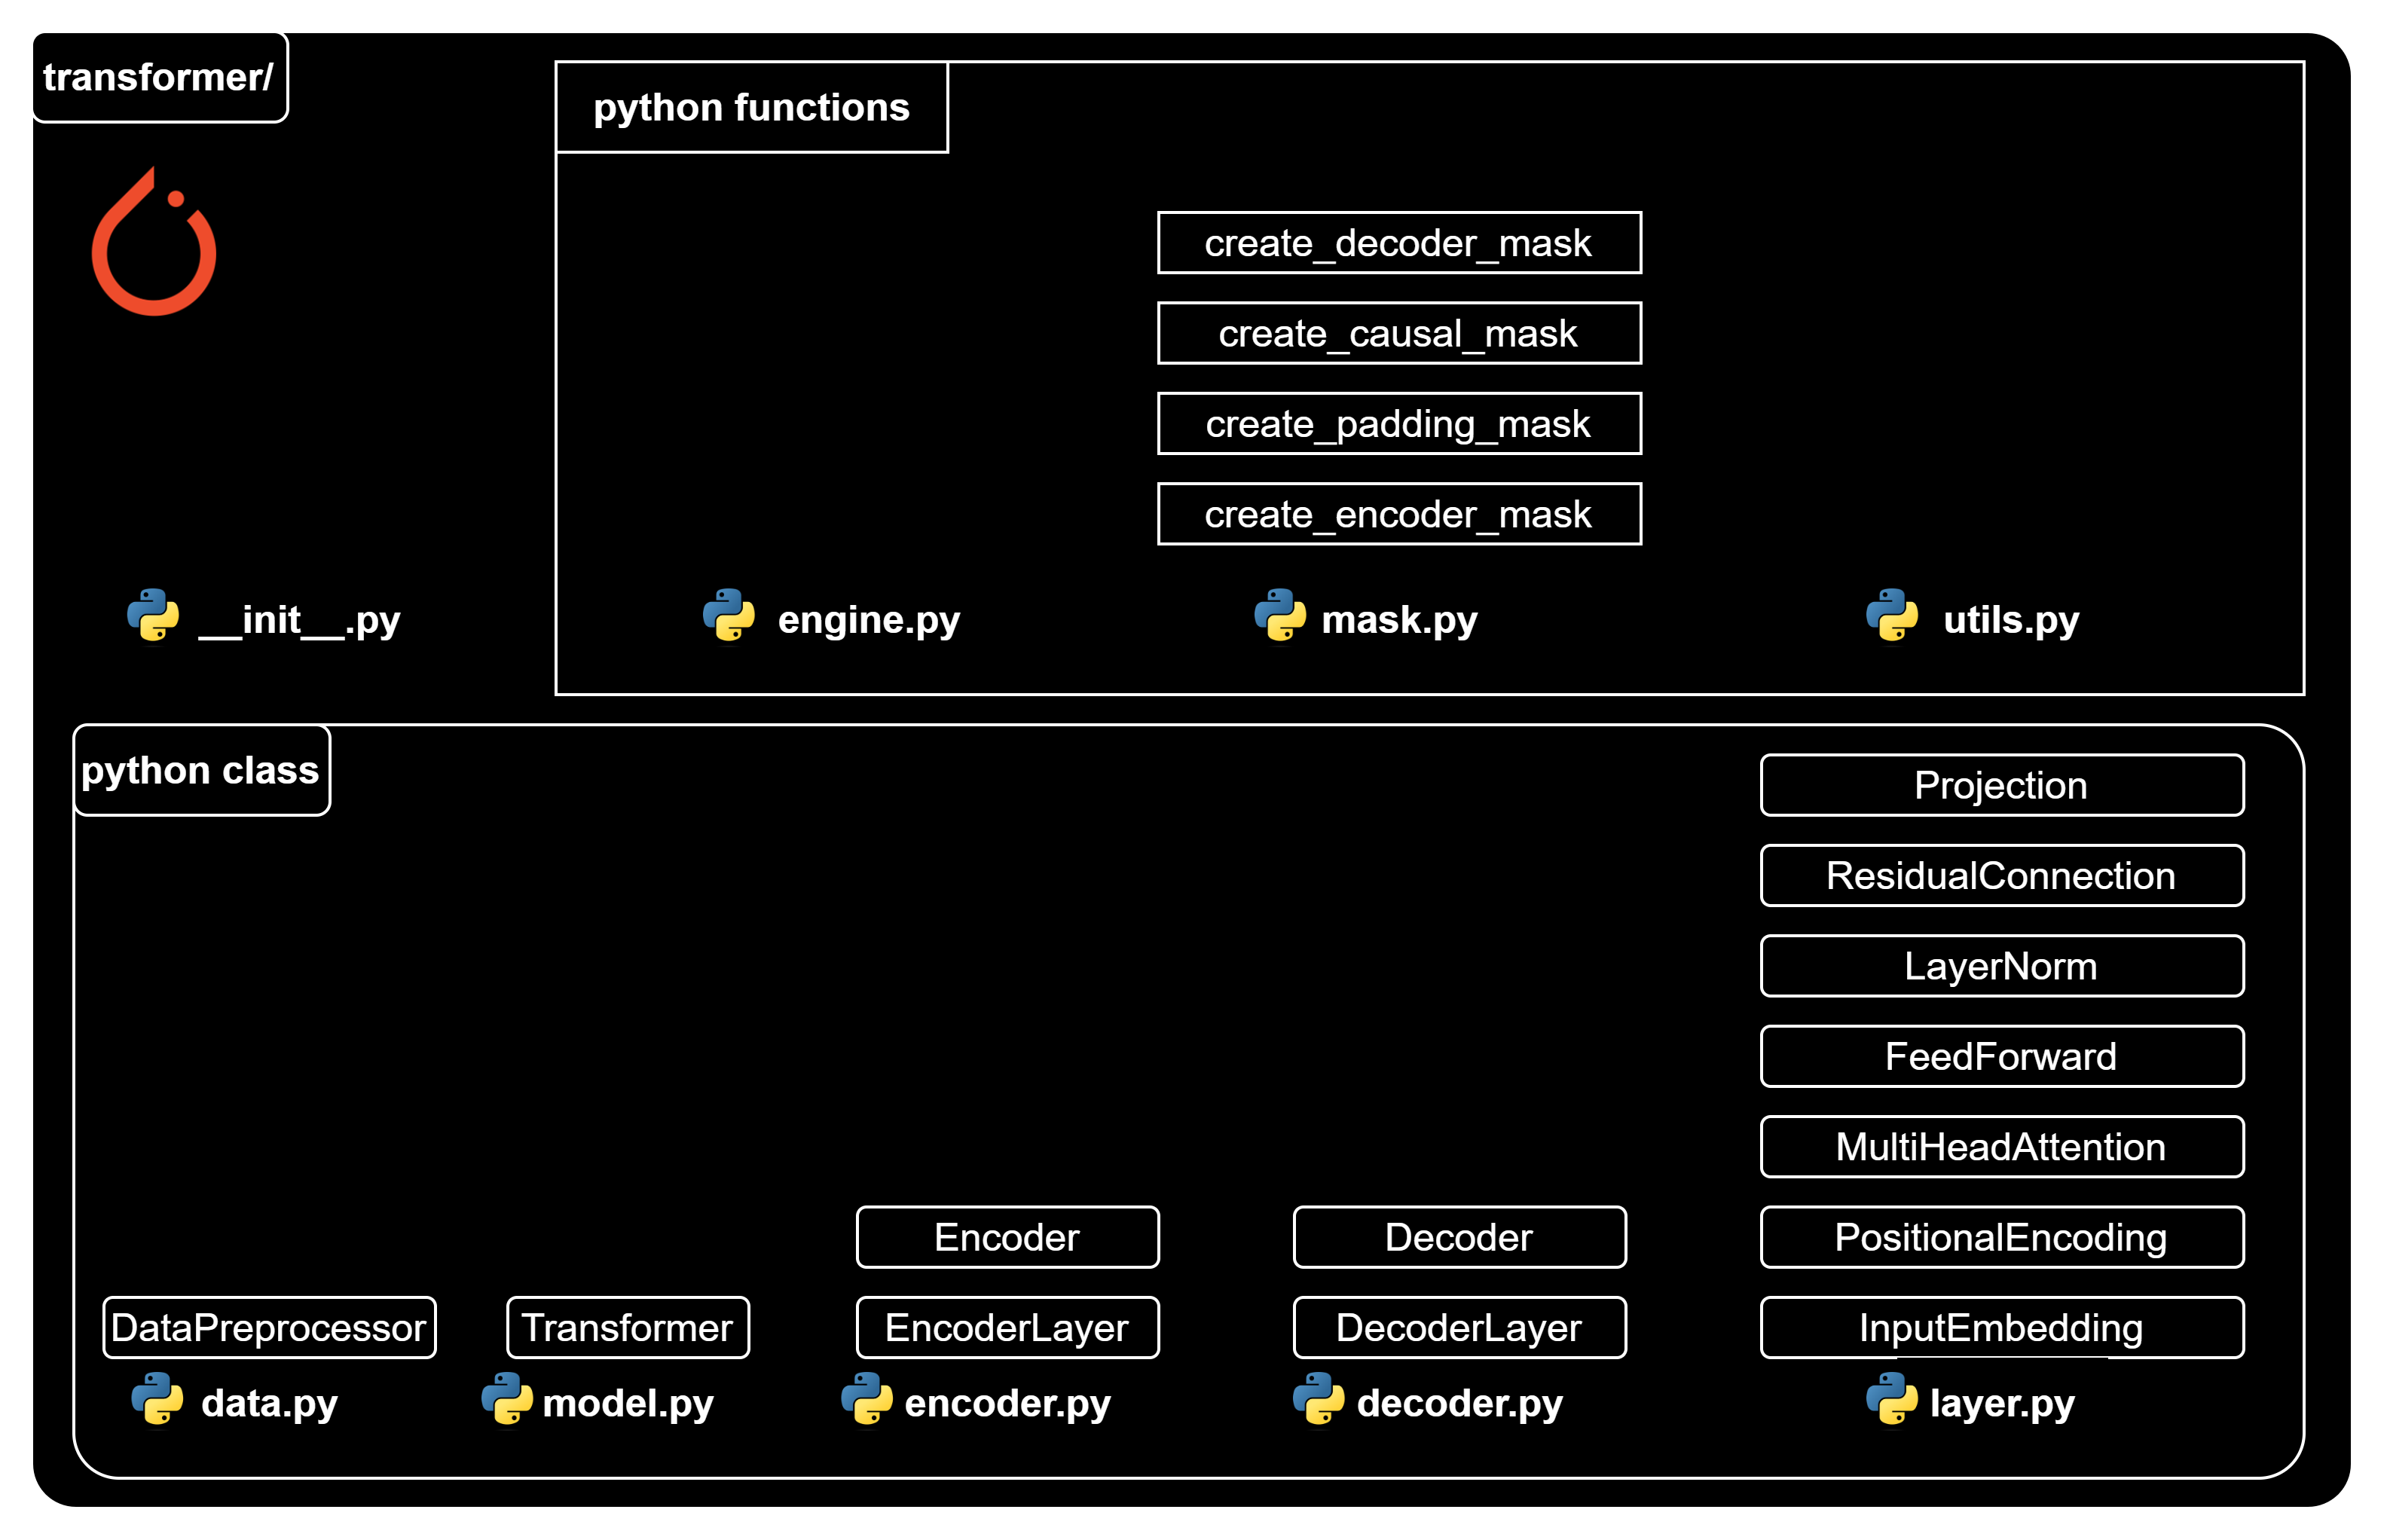 transformer/
python functions
create_decoder_mask
create_causal_mask
create_padding_mask
create_encoder_mask
__init__.py
engine.py
mask.py
utils.py
python class
Projection
ResidualConnection
LayerNorm
FeedForward
MultiHeadAttention
Encoder
Decoder
PositionalEncoding
DataPreprocessor
Transformer
EncoderLayer
DecoderLayer
InputEmbedding
data.py
model.py
encoder.py
decoder.py
layer.py